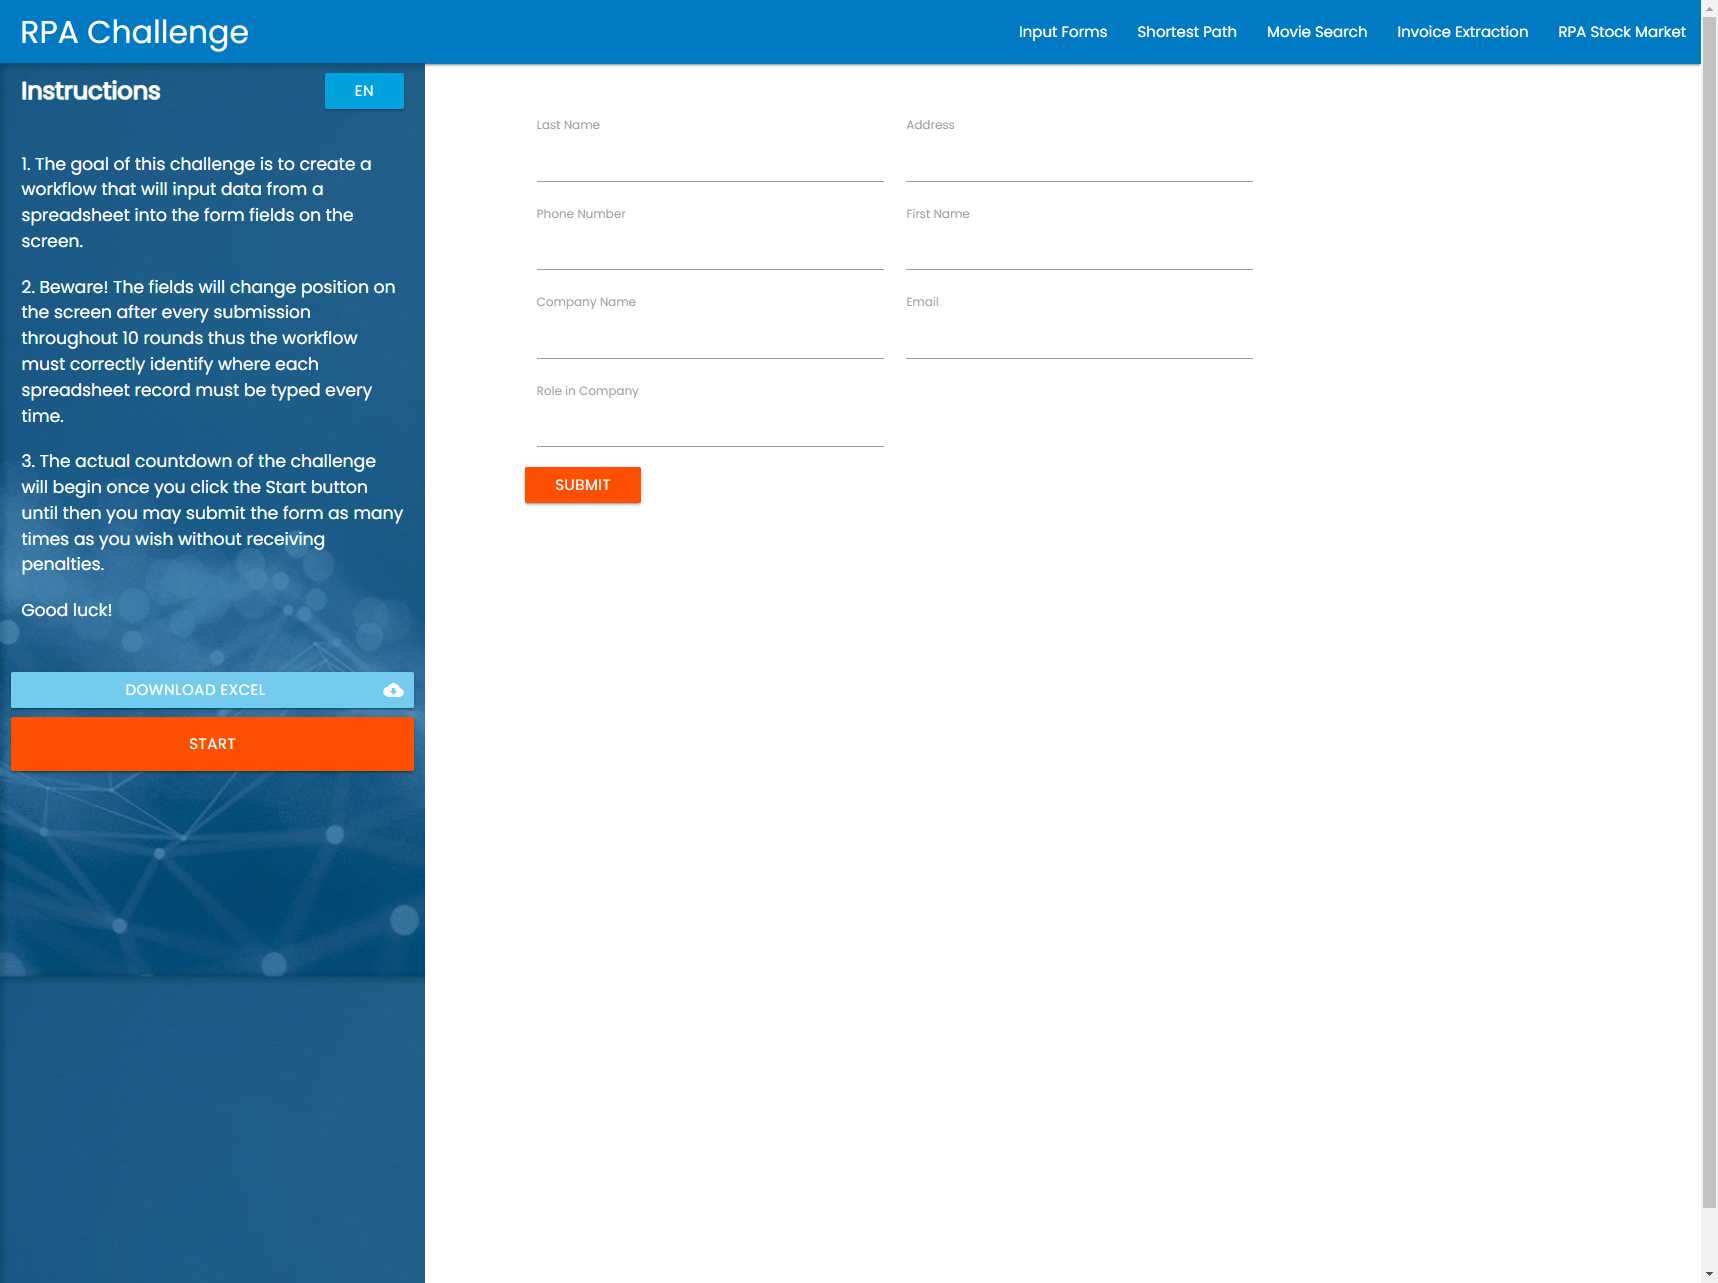 RPA Challenge
Input Forms
Shortest Path
Movie Search
Invoice Extraction
RPA Stock Market
Instructions
EN
1. The goal of this challenge is to create a
workflow that will input data from a
spreadsheet into the form fields on the
screen.
2. Beware! The fields will change position on
the screen after every submission
throughout 10 rounds thus the workflow
must correctly identify where each
spreadsheet record must be typed every
time.
3. The actual countdown of the challenge
will begin once you click the Start button
until then you may submit the form as many
times as you wish without receiving
penalties.
Good luck!
DOWNLOAD EXCEL
START
Last Name
Address
Phone Number
First Name
Company Name
Email
Role in Company
SUBMIT